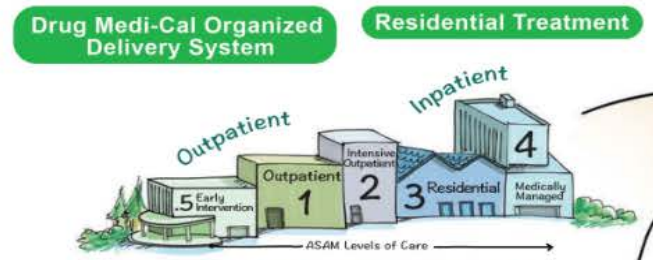 Drug Medi-Cal Organized
Delivery System
Residential Treatment
Outpatient
Inpatient
.5 Early
Intervention
Outpatient
1
Intensive
Outpatient
2
3 Residential
4
Medically
Managed
ASAM Levels of Care